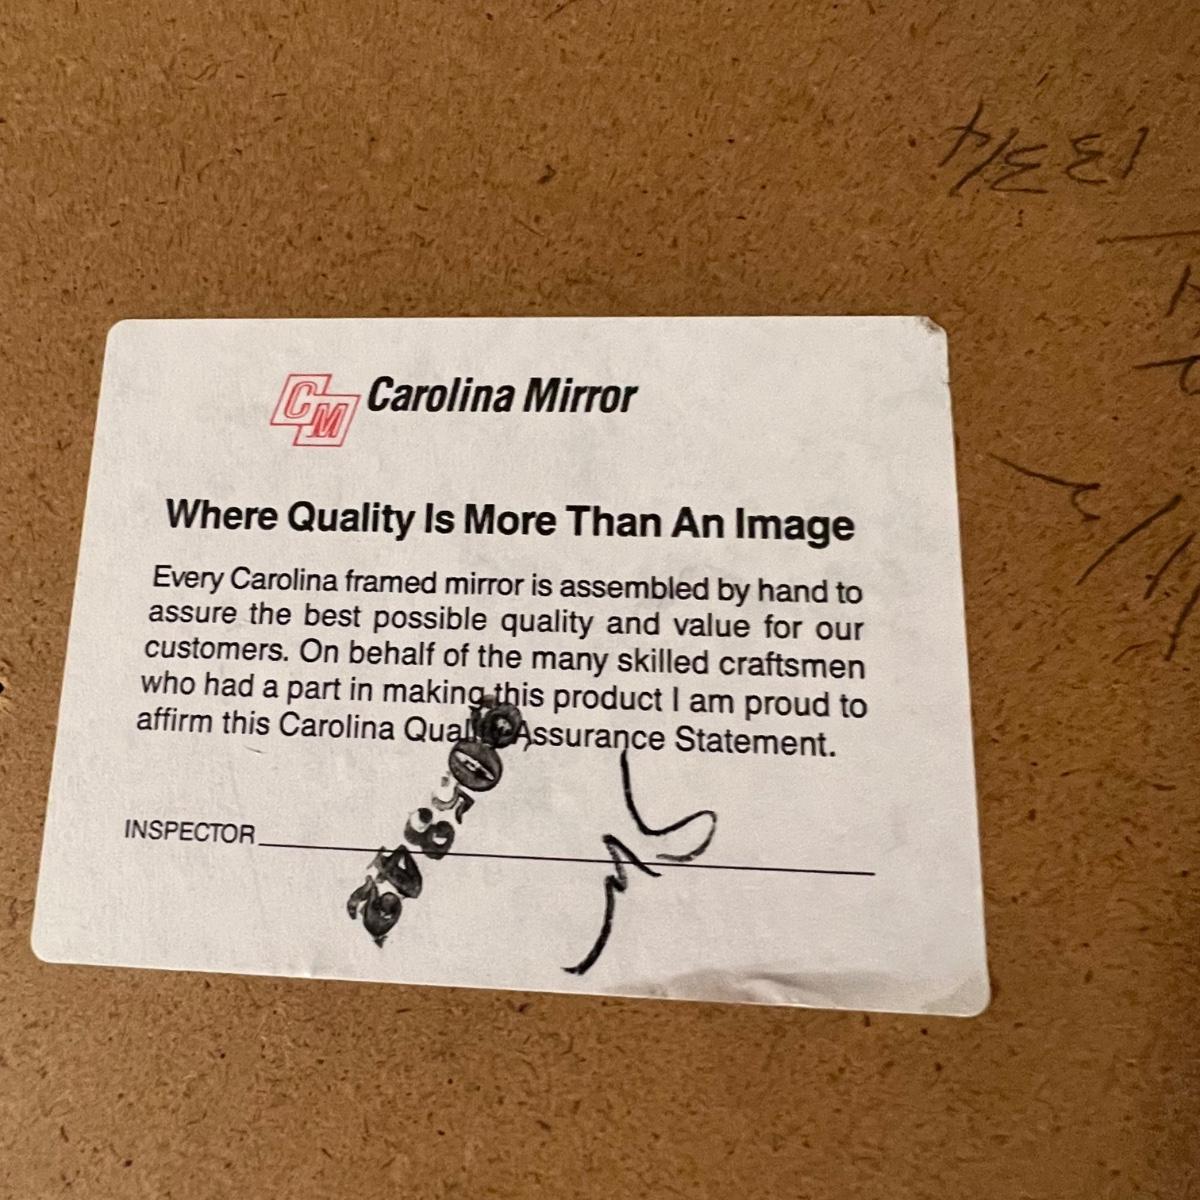 13 3/4
CM Carolina Mirror
Where Quality Is More Than An Image
Every Carolina framed mirror is assembled by hand to
assure the best possible quality and value for our
customers. On behalf of the many skilled craftsmen
who had a part in making this product I am proud to
affirm this Carolina Quality Assurance Statement.
INSPECTOR